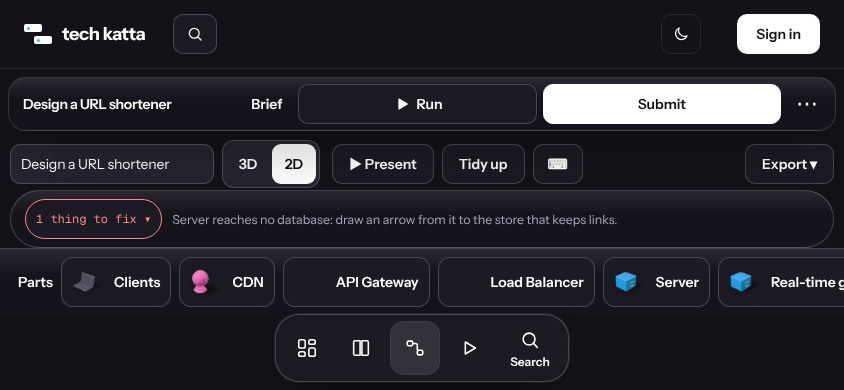 tech katta
Sign in
Design a URL shortener
Brief
Run
Submit
Design a URL shortener
3D
2D
Present
Tidy up
Export
1 thing to fix
Server reaches no database: draw an arrow from it to the store that keeps links.
Parts
Clients
CDN
API Gateway
Load Balancer
Server
Real-time g
Search